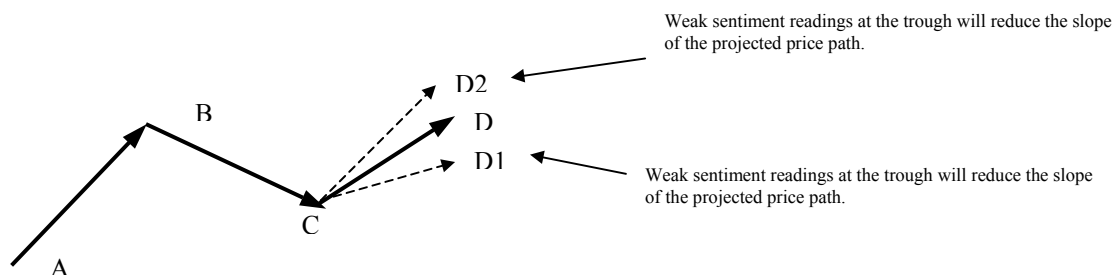 Weak sentiment readings at the trough will reduce the slope
of the projected price path.
D2
B
D
D1
Weak sentiment readings at the trough will reduce the slope
of the projected price path.
C
A